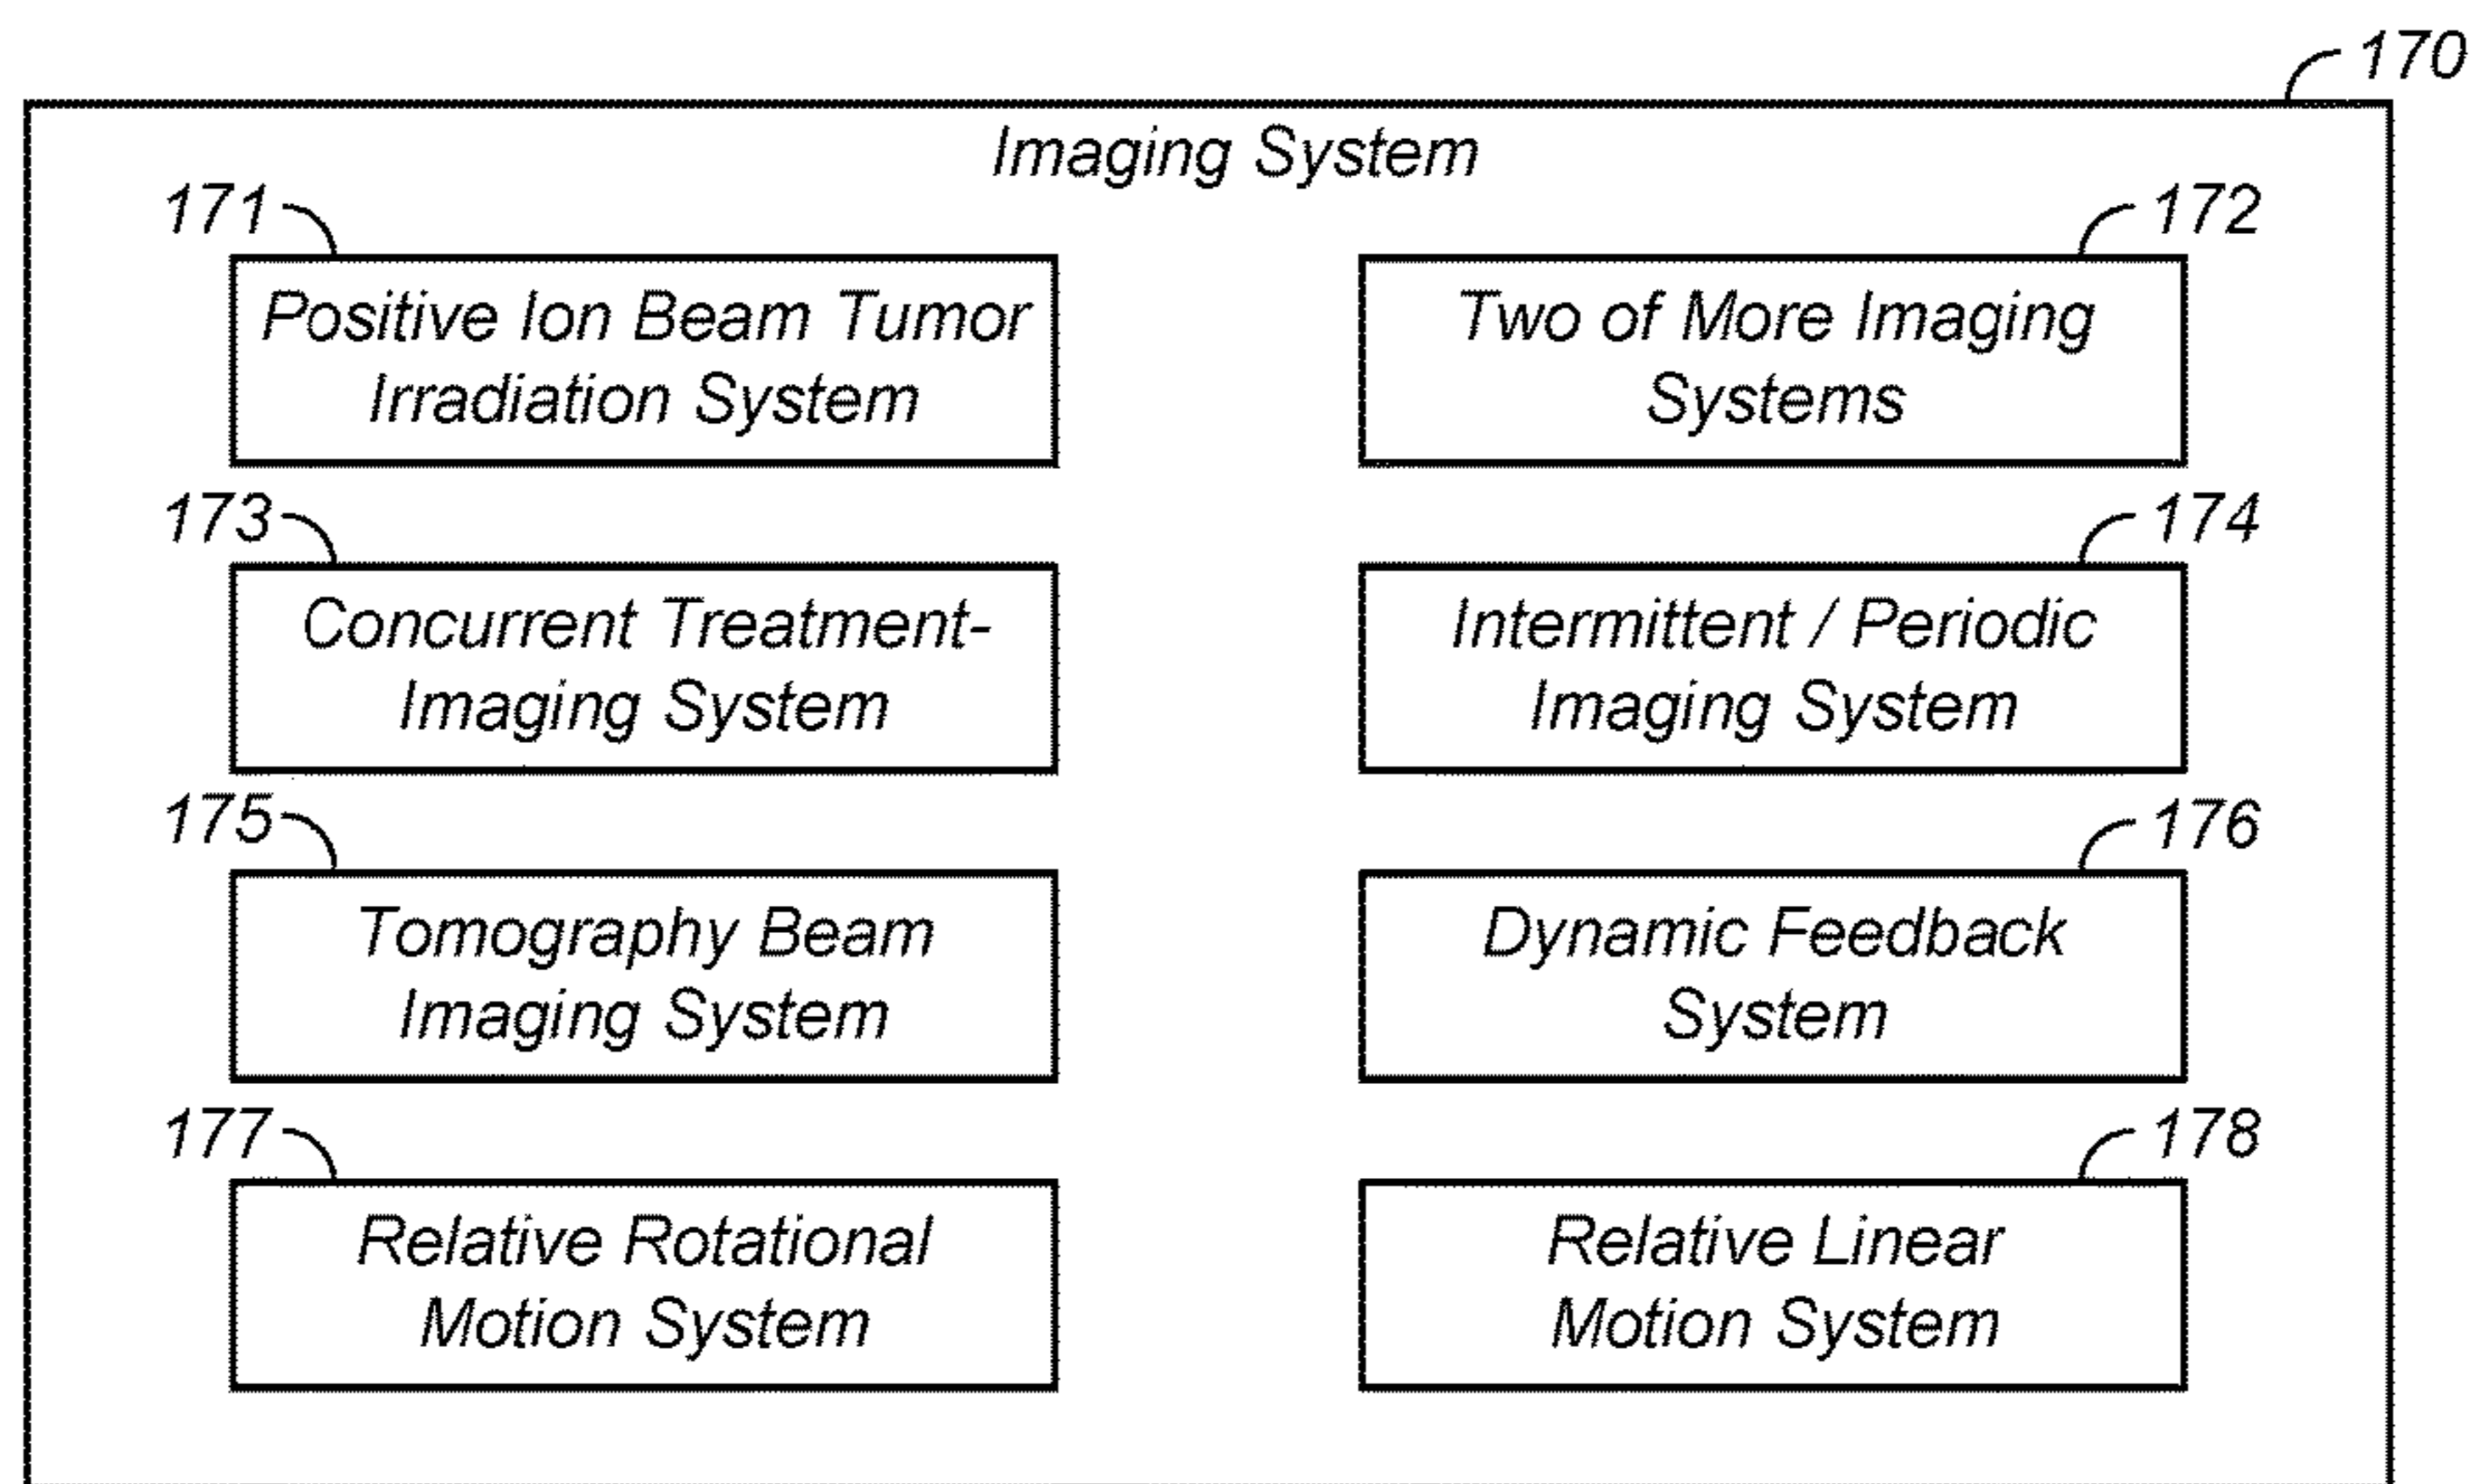 170
Imaging System
171
Positive Ion Beam Tumor
Irradiation System
172
Two of More Imaging
Systems
173
Concurrent Treatment-
Imaging System
174
Intermittent / Periodic
Imaging System
175
Tomography Beam
Imaging System
176
Dynamic Feedback
System
177
Relative Rotational
Motion System
178
Relative Linear
Motion System